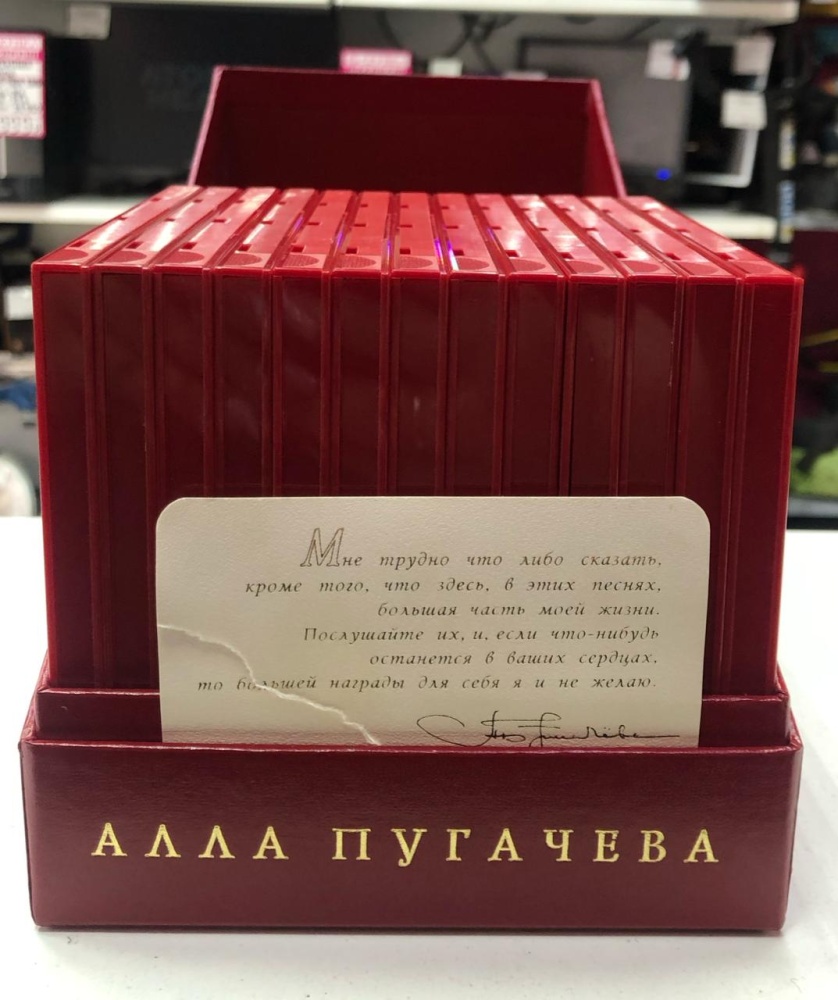 Мне трудно что либо сказать,
кроме того, что здесь, в этих песнях,
большая часть моей жизни.
Послушайте их, и, если что-нибудь
останется в ваших сердцах,
то большей награды для себя я и не желаю.
АЛЛА ПУГАЧЕВА